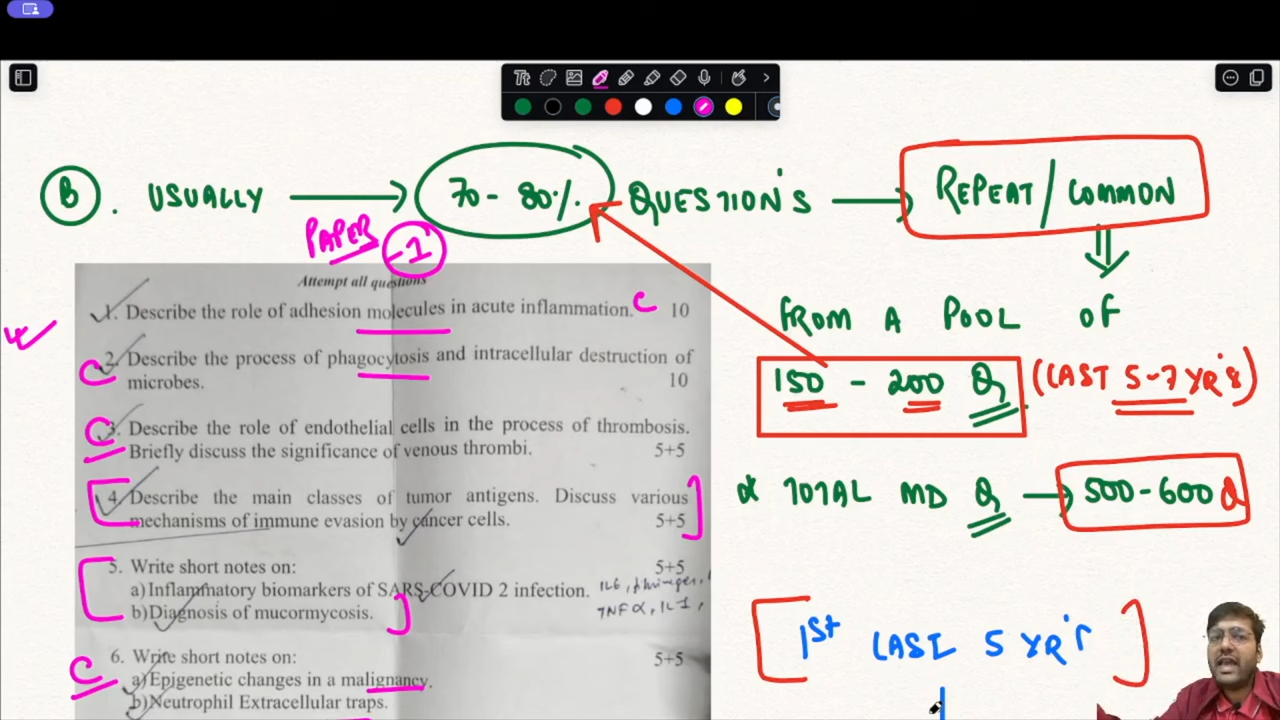 Tt
B. USUALLY → 70 - 80% QUESTION'S → REPEAT/COMMON
PAPER -1
FROM A POOL OF
150 - 200 Q (LAST 5-7 YR'S)
TOTAL MD Q → 500-600 Q
1st LAST 5 YR'S
Attempt all questions
1. Describe the role of adhesion molecules in acute inflammation. C 10
C 2. Describe the process of phagocytosis and intracellular destruction of
microbes. 10
C 3. Describe the role of endothelial cells in the process of thrombosis.
Briefly discuss the significance of venous thrombi. 5+5
4. Describe the main classes of tumor antigens. Discuss various
mechanisms of immune evasion by cancer cells. 5+5
5. Write short notes on: 5+5
a) Inflammatory biomarkers of SARS-COVID 2 infection. IL6,
b) Diagnosis of mucormycosis. TNF α, IL1,
C 6. Write short notes on: 5+5
a) Epigenetic changes in a malignancy.
b) Neutrophil Extracellular traps.